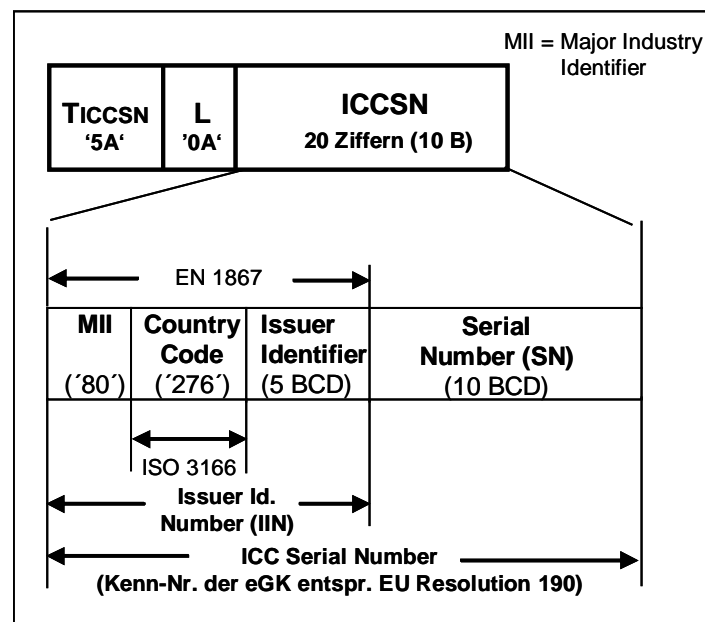 MII = Major Industry
Identifier
TICCSN
‘5A‘
L
’0A‘
ICCSN
20 Ziffern (10 B)
EN 1867
MII
(´80´)
Country
Code
(´276´)
Issuer
Identifier
(5 BCD)
Serial
Number (SN)
(10 BCD)
ISO 3166
Issuer Id.
Number (IIN)
ICC Serial Number
(Kenn-Nr. der eGK entspr. EU Resolution 190)